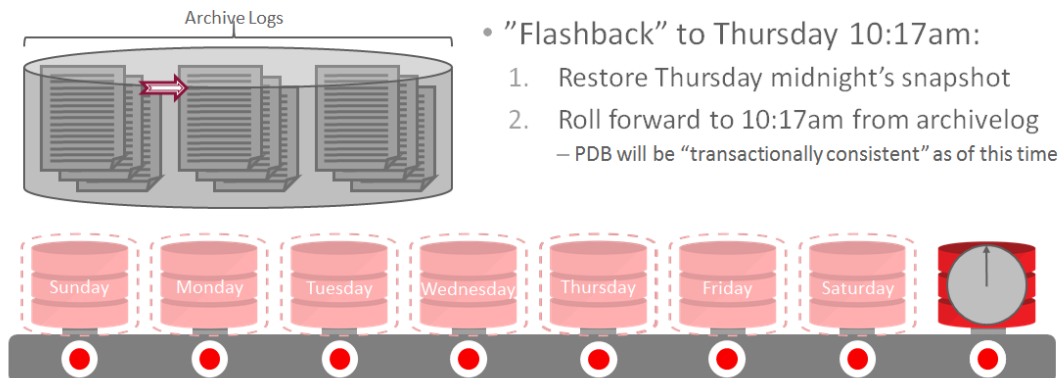 Archive Logs
• ”Flashback” to Thursday 10:17am:
1. Restore Thursday midnight’s snapshot
2. Roll forward to 10:17am from archivelog
– PDB will be “transactionally consistent” as of this time
Sunday Monday Tuesday Wednesday Thursday Friday Saturday